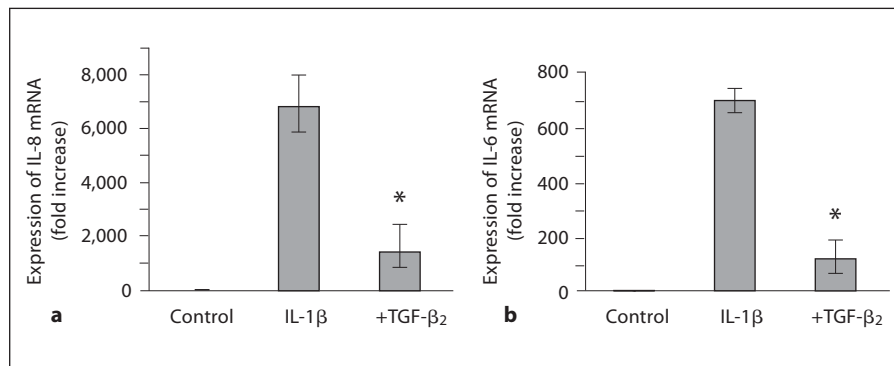 Expression of IL-8 mRNA
(fold increase)
8,000
6,000
4,000
2,000
0
*
a
Control
IL-1β
+TGF-β₂
Expression of IL-6 mRNA
(fold increase)
800
600
400
200
0
*
b
Control
IL-1β
+TGF-β₂